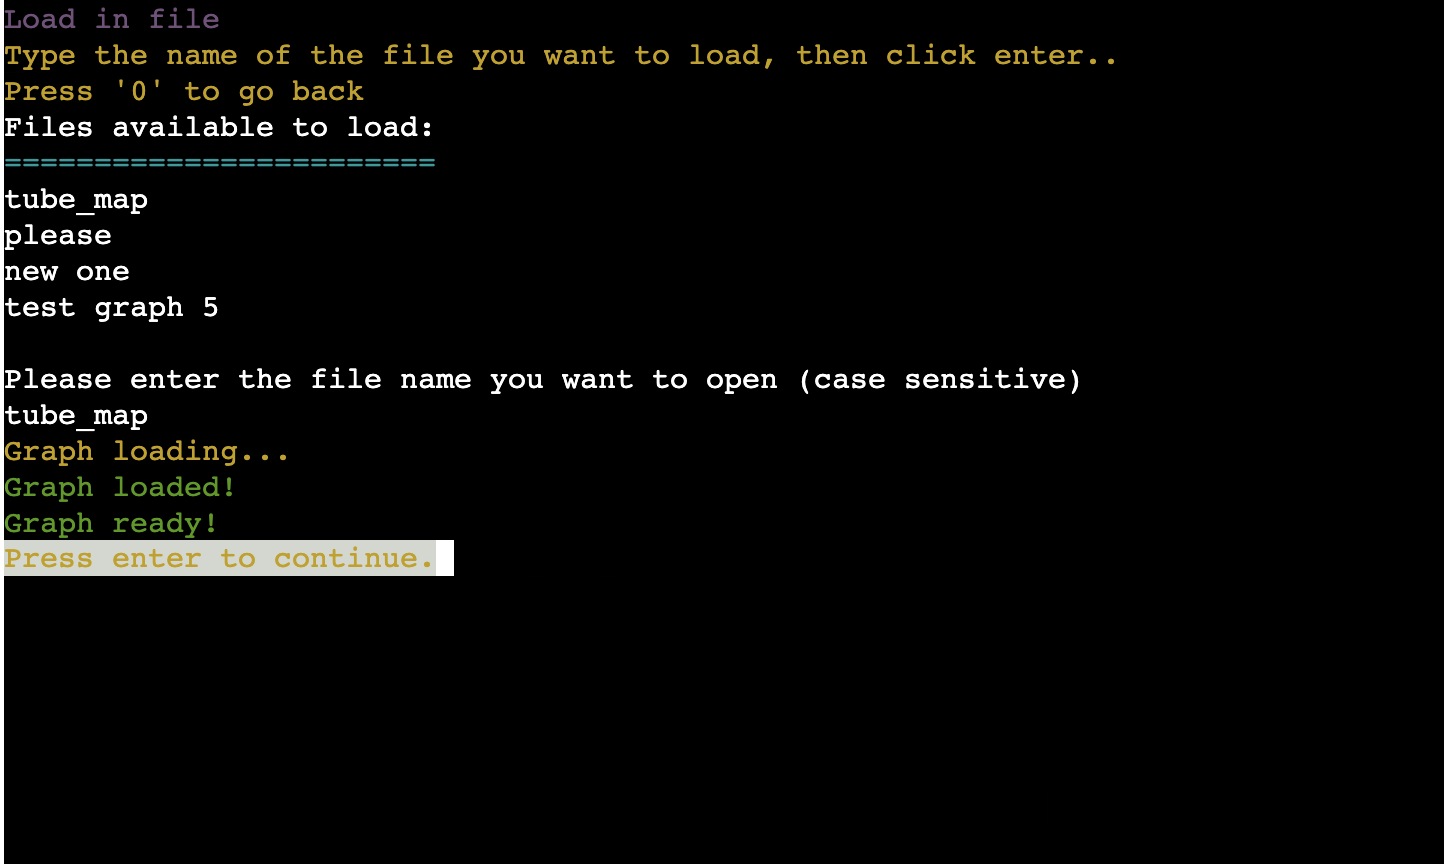 Load in file
Type the name of the file you want to load, then click enter..
Press '0' to go back
Files available to load:
========================
tube_map
please
new one
test graph 5
Please enter the file name you want to open (case sensitive)
tube_map
Graph loading...
Graph loaded!
Graph ready!
Press enter to continue.